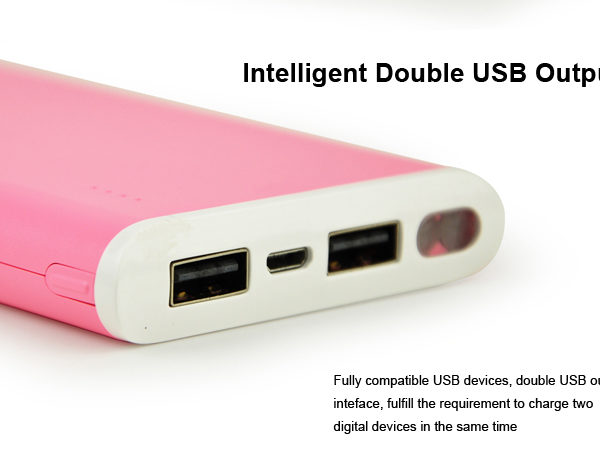 Intelligent Double USB Outpu
Fully compatible USB devices, double USB ou
inteface, fulfill the requirement to charge two
digital devices in the same time